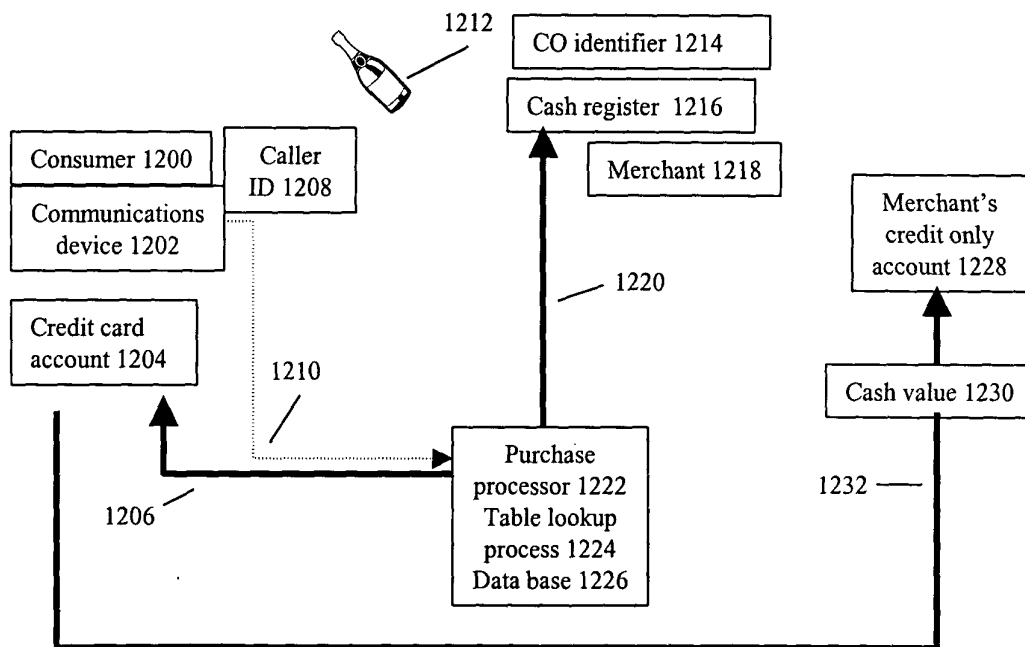 1212
CO identifier 1214
Cash register 1216
Merchant 1218
Consumer 1200
Caller
ID 1208
Communications
device 1202
Merchant's
credit only
account 1228
1220
Credit card
account 1204
1210
Cash value 1230
Purchase
processor 1222
Table lookup
process 1224
Data base 1226
1206
1232